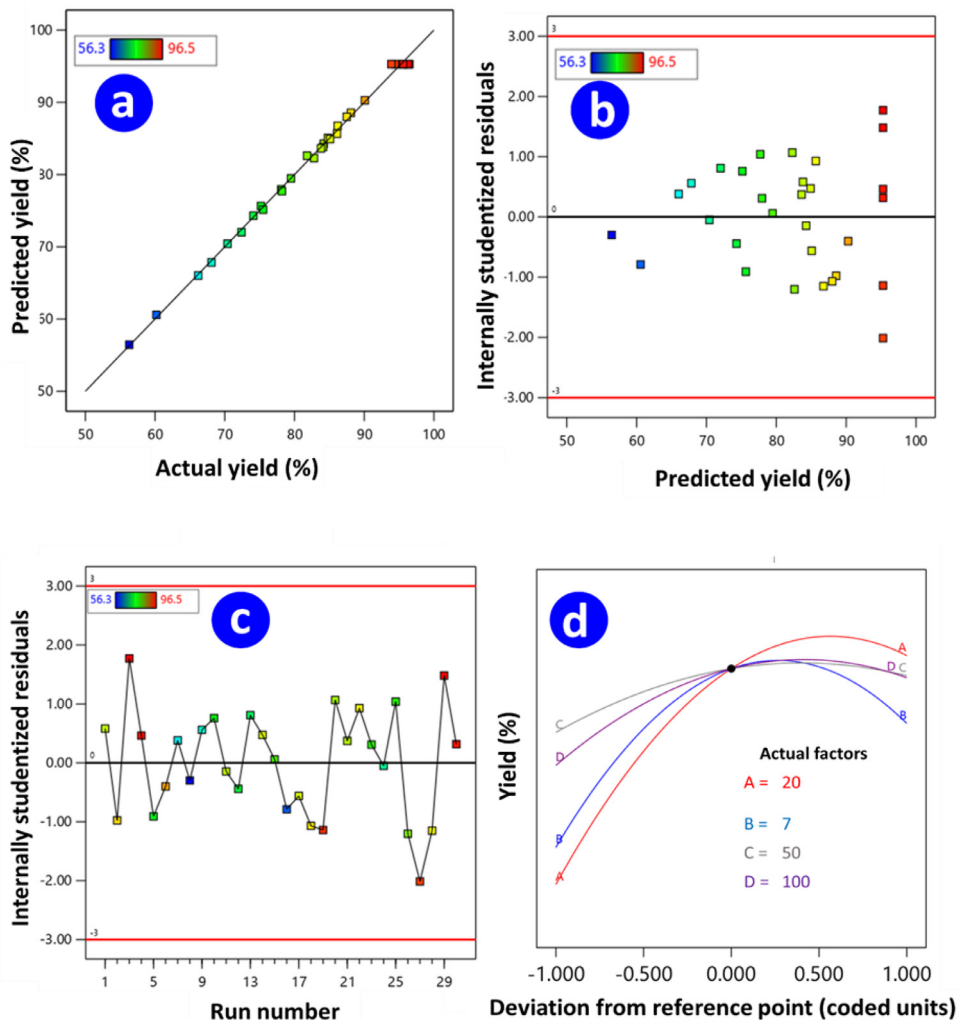 56.3 96.5
a
100
90
80
70
60
50
Predicted yield (%)
50 60 70 80 90 100
Actual yield (%)
3
56.3 96.5
b
3.00
2.00
1.00
0.00
-1.00
-2.00
-3.00
0
-3
Internally studentized residuals
50 60 70 80 90 100
Predicted yield (%)
3
56.3 96.5
c
3.00
2.00
1.00
0.00
-1.00
-2.00
-3.00
0
-3
Internally studentized residuals
1 5 9 13 17 21 25 29
Run number
d
Yield (%)
A
D C
B
C
D
B
A
Actual factors
A = 20
B = 7
C = 50
D = 100
-1.000 -0.500 0.000 0.500 1.000
Deviation from reference point (coded units)